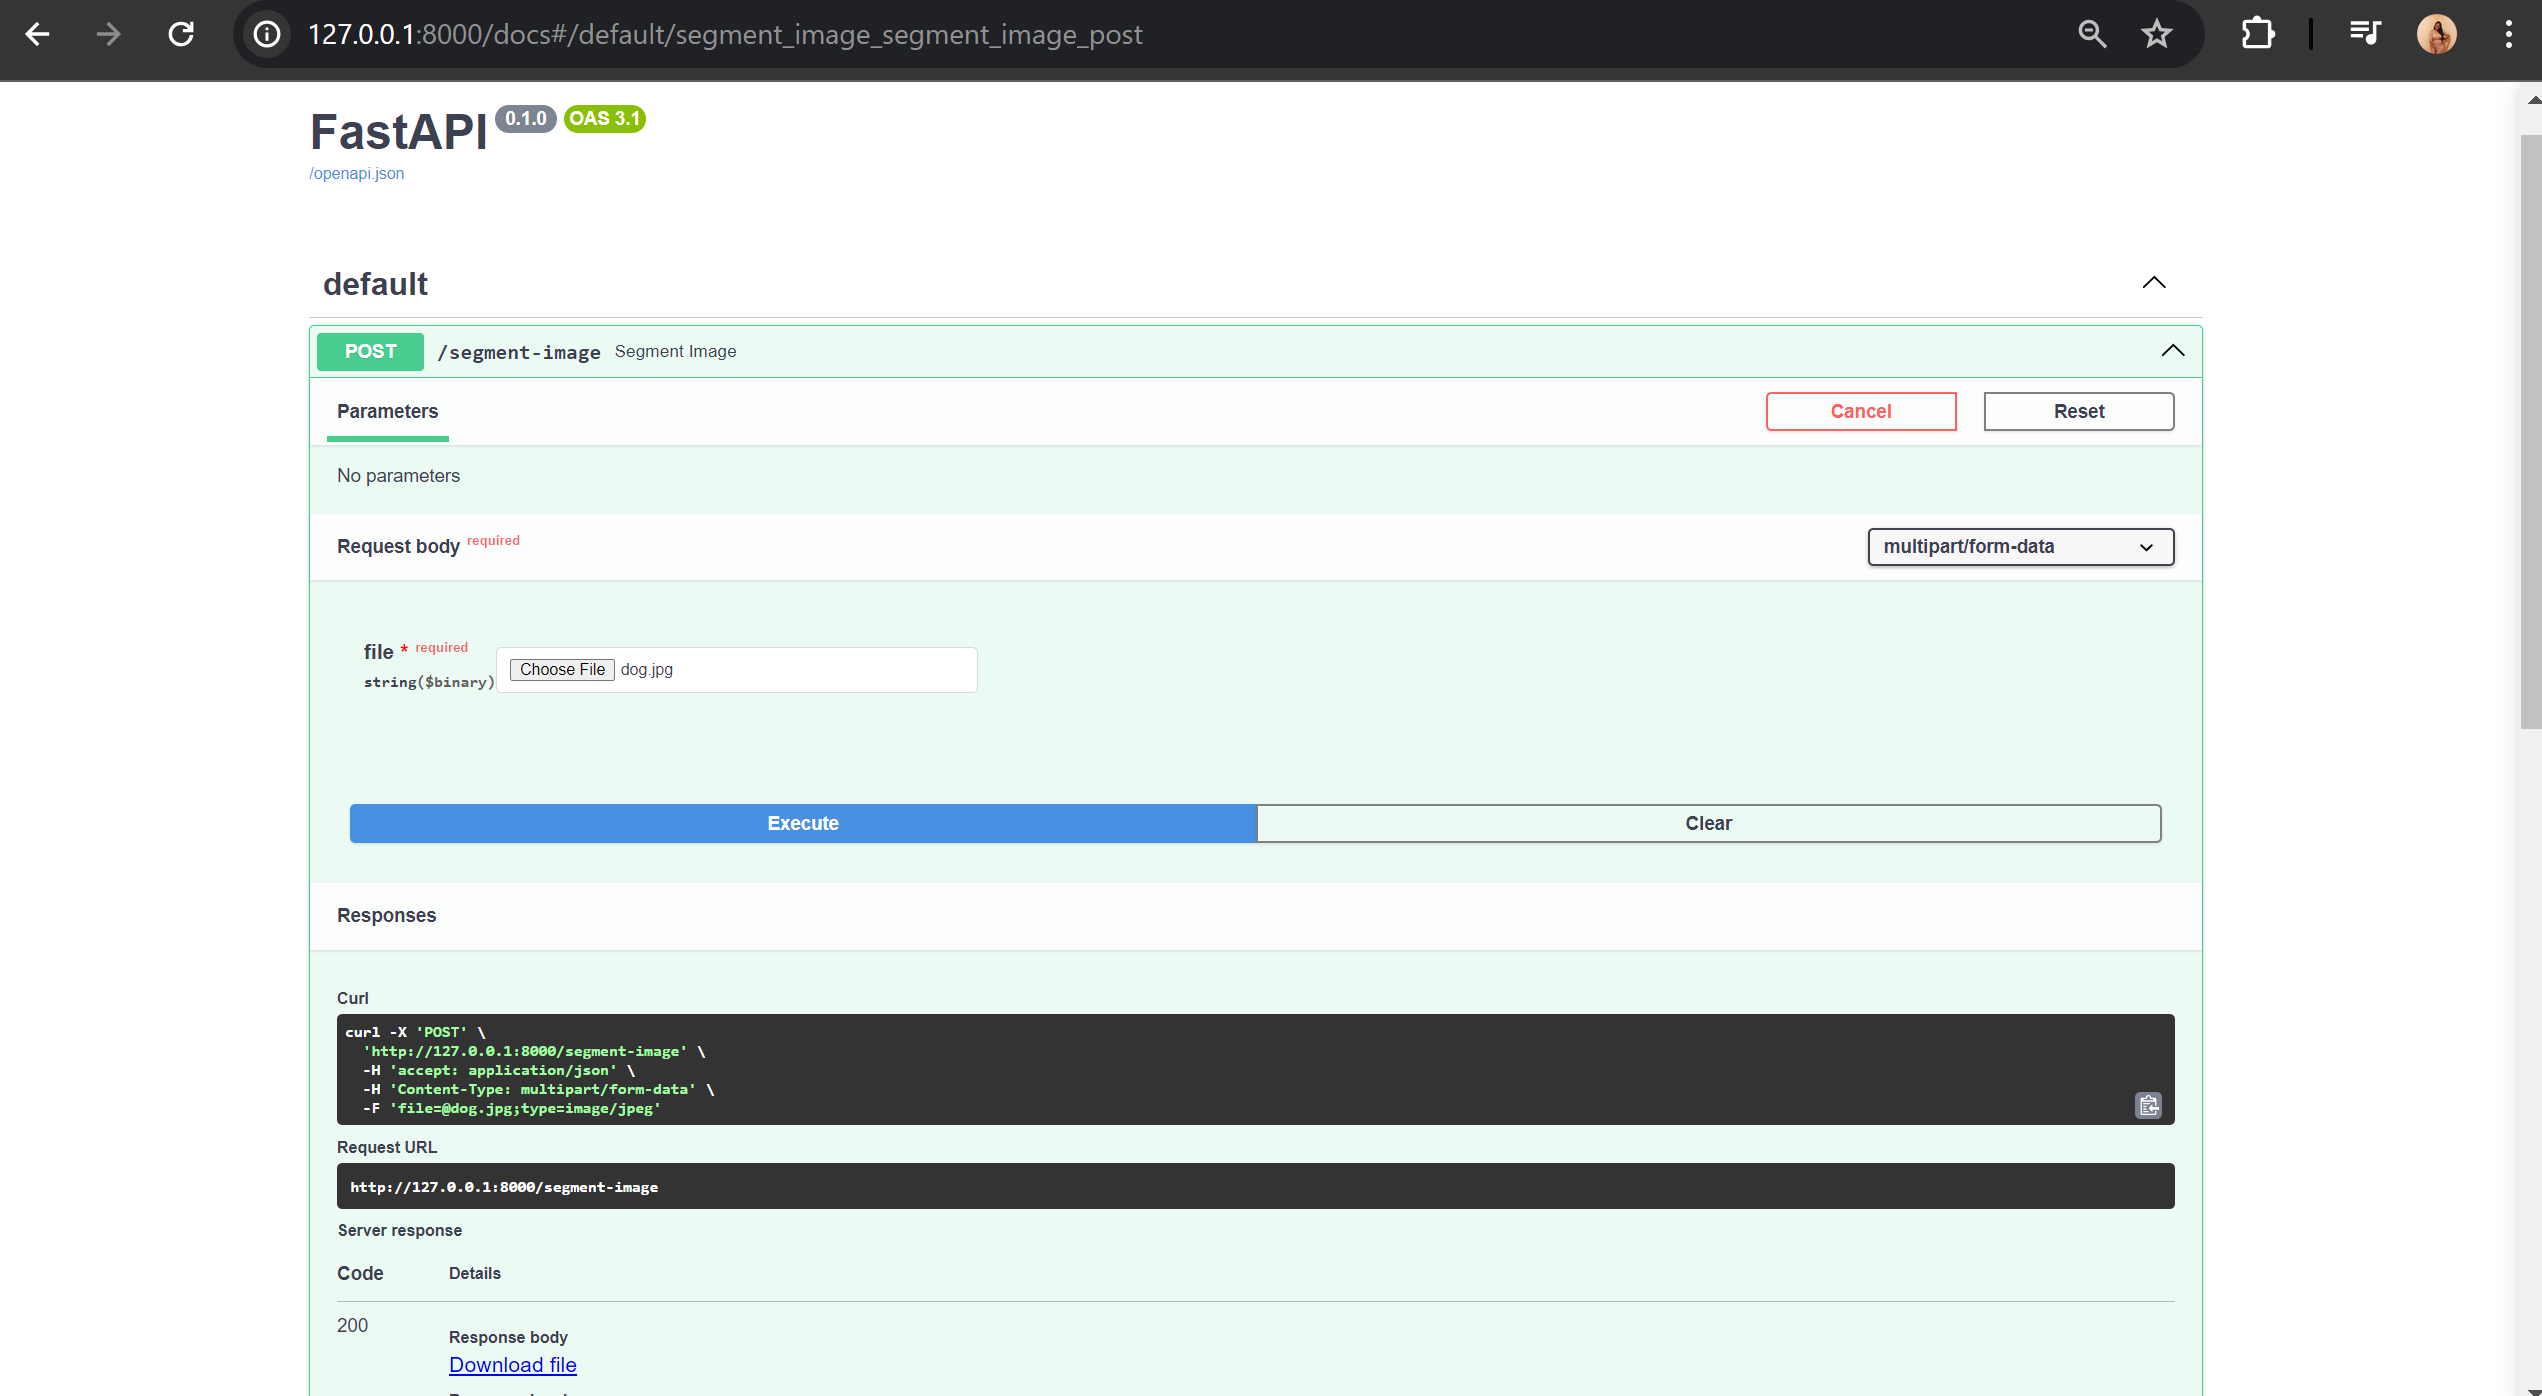 127.0.0.1:8000/docs#/default/segment_image_segment_image_post
FastAPI 0.1.0 OAS 3.1
/openapi.json
default
POST /segment-image Segment Image
Parameters Cancel Reset
No parameters
Request body required multipart/form-data
file * required
string($binary) Choose File dog.jpg
Execute Clear
Responses
Curl
curl -X 'POST' \
'http://127.0.0.1:8000/segment-image' \
-H 'accept: application/json' \
-H 'Content-Type: multipart/form-data' \
-F 'file=@dog.jpg;type=image/jpeg'
Request URL
http://127.0.0.1:8000/segment-image
Server response
Code Details
200
Response body
Download file